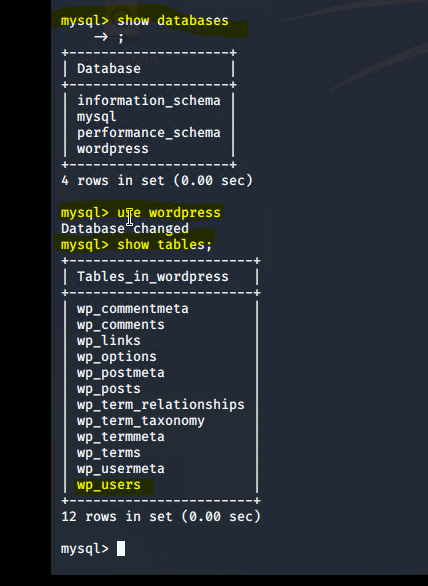 mysql> show databases
    -> ;
+--------------------+
| Database           |
+--------------------+
| information_schema |
| mysql              |
| performance_schema |
| wordpress          |
+--------------------+
4 rows in set (0.00 sec)

mysql> use wordpress
Database changed
mysql> show tables;
+-----------------------+
| Tables_in_wordpress   |
+-----------------------+
| wp_commentmeta        |
| wp_comments           |
| wp_links              |
| wp_options            |
| wp_postmeta           |
| wp_posts              |
| wp_term_relationships |
| wp_term_taxonomy      |
| wp_termmeta           |
| wp_terms              |
| wp_usermeta           |
| wp_users              |
+-----------------------+
12 rows in set (0.00 sec)

mysql>